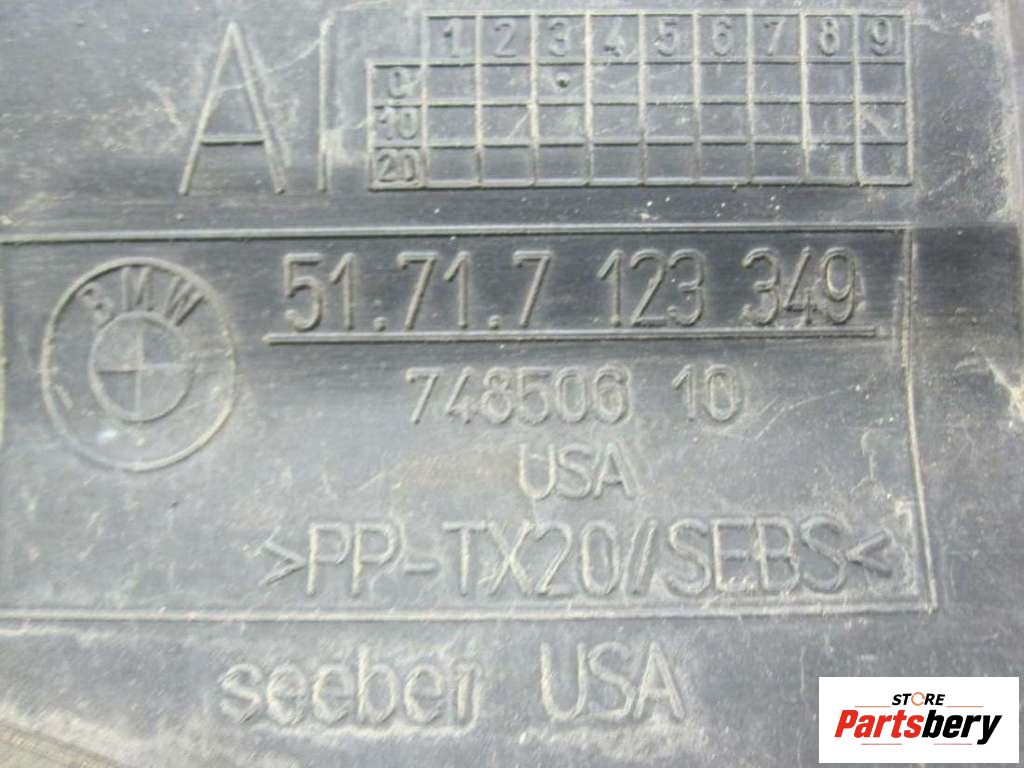 A
1 2 3 4 5 6 7 8 9
0
10
20
BMW
51.71.7 123 349
748506 10
USA
>PP-TX20//SEBS<
seeber USA
STORE
Partsbery